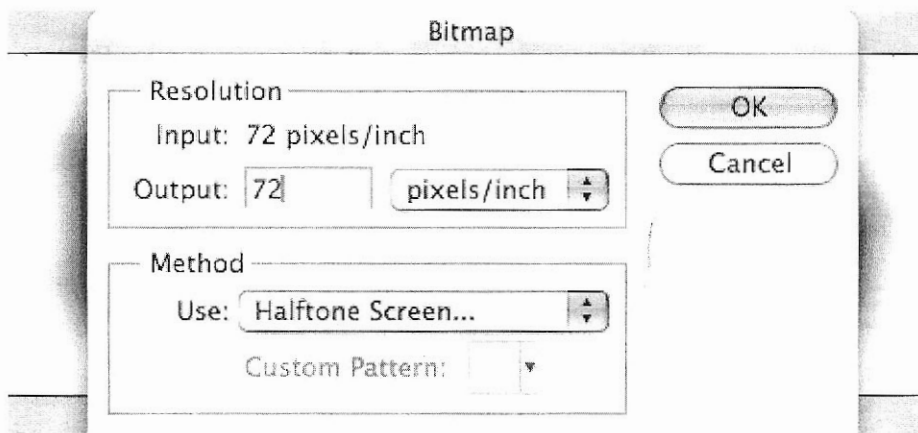 Bitmap
Resolution
Input: 72 pixels/inch
Output: 72 pixels/inch
Method
Use: Halftone Screen...
Custom Pattern:
OK
Cancel